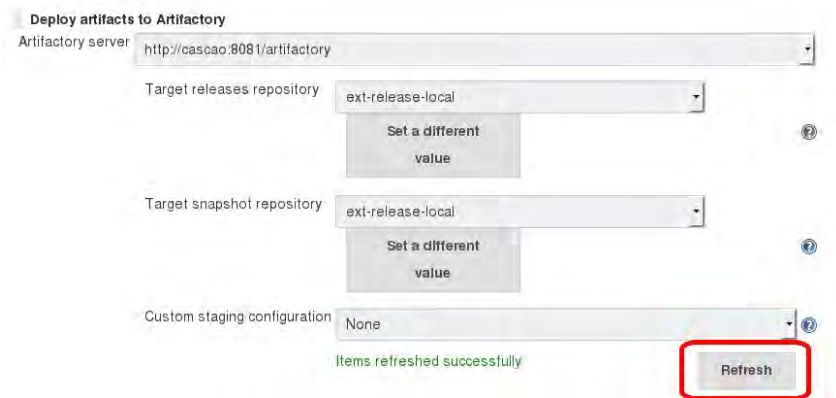 Deploy artifacts to Artifactory
Artifactory server http://cascao:8081/artifactory
Target releases repository ext-release-local
Set a different
value
Target snapshot repository ext-release-local
Set a different
value
Custom staging configuration None
Items refreshed successfully Refresh